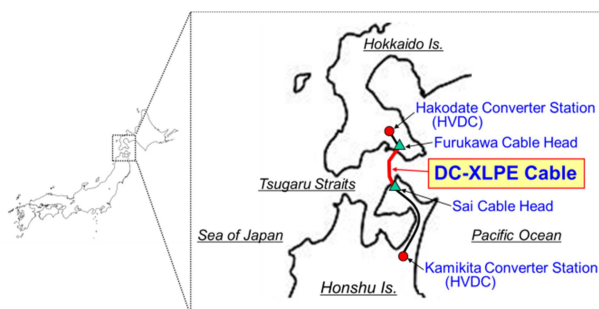 Hokkaido Is.
Hakodate Converter Station
(HVDC)
Furukawa Cable Head
DC-XLPE Cable
Tsugaru Straits
Sai Cable Head
Sea of Japan
Pacific Ocean
Kamikita Converter Station
(HVDC)
Honshu Is.